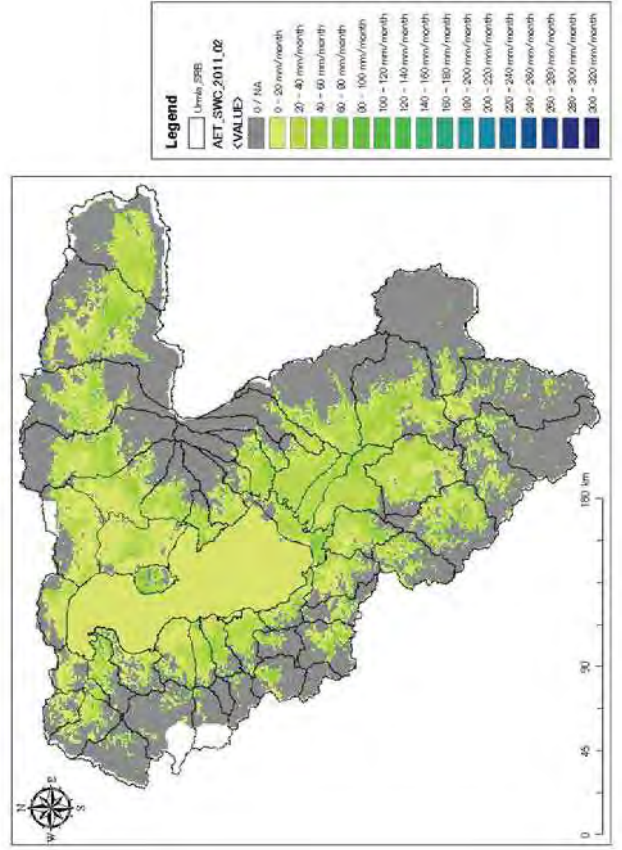 N
W
E
S
0
45
90
180 km
Legend
Urmia_SRB
AET_SWC_2011_02
<VALUE>
0 / NA
0 - 20 mm/month
20 - 40 mm/month
40 - 60 mm/month
60 - 80 mm/month
80 - 100 mm/month
100 - 120 mm/month
120 - 140 mm/month
140 - 160 mm/month
160 - 180 mm/month
180 - 200 mm/month
200 - 220 mm/month
220 - 240 mm/month
240 - 260 mm/month
260 - 280 mm/month
280 - 300 mm/month
300 - 320 mm/month